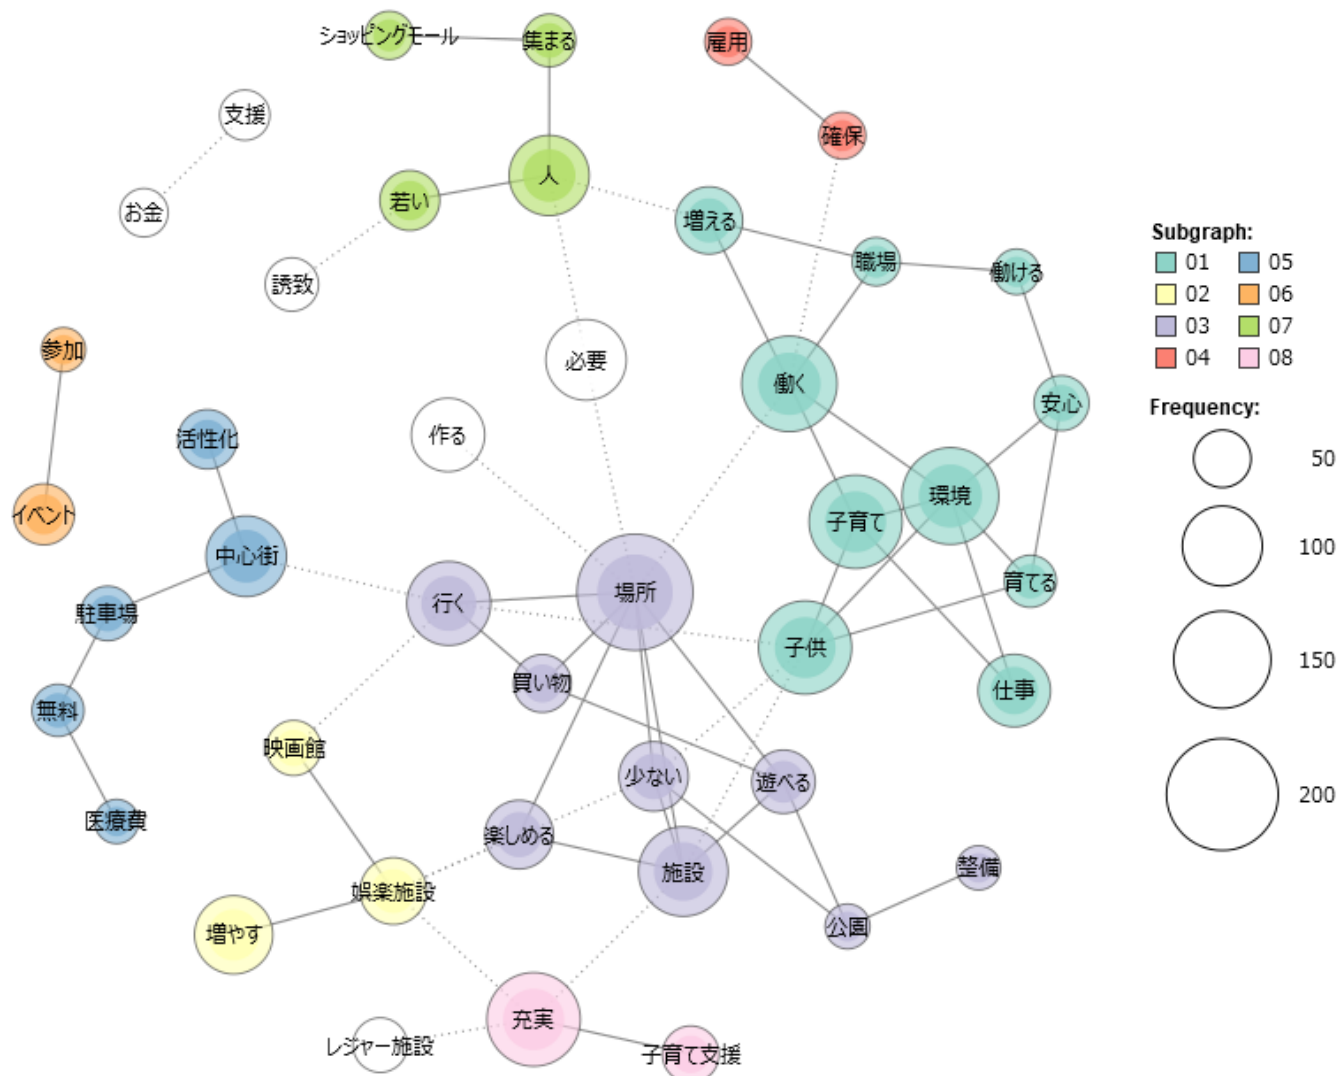 ショッピングモール
集まる
雇用
支援
確保
人
若い
お金
増える
職場
働ける
誘致
参加
必要
働く
安心
活性化
作る
環境
イベント
子育て
中心街
育てる
場所
行く
駐車場
子供
買い物
仕事
無料
映画館
少ない
遊べる
医療費
楽しめる
施設
整備
娯楽施設
増やす
公園
充実
レジャー施設
子育て支援
Subgraph:
01 05
02 06
03 07
04 08
Frequency:
50
100
150
200